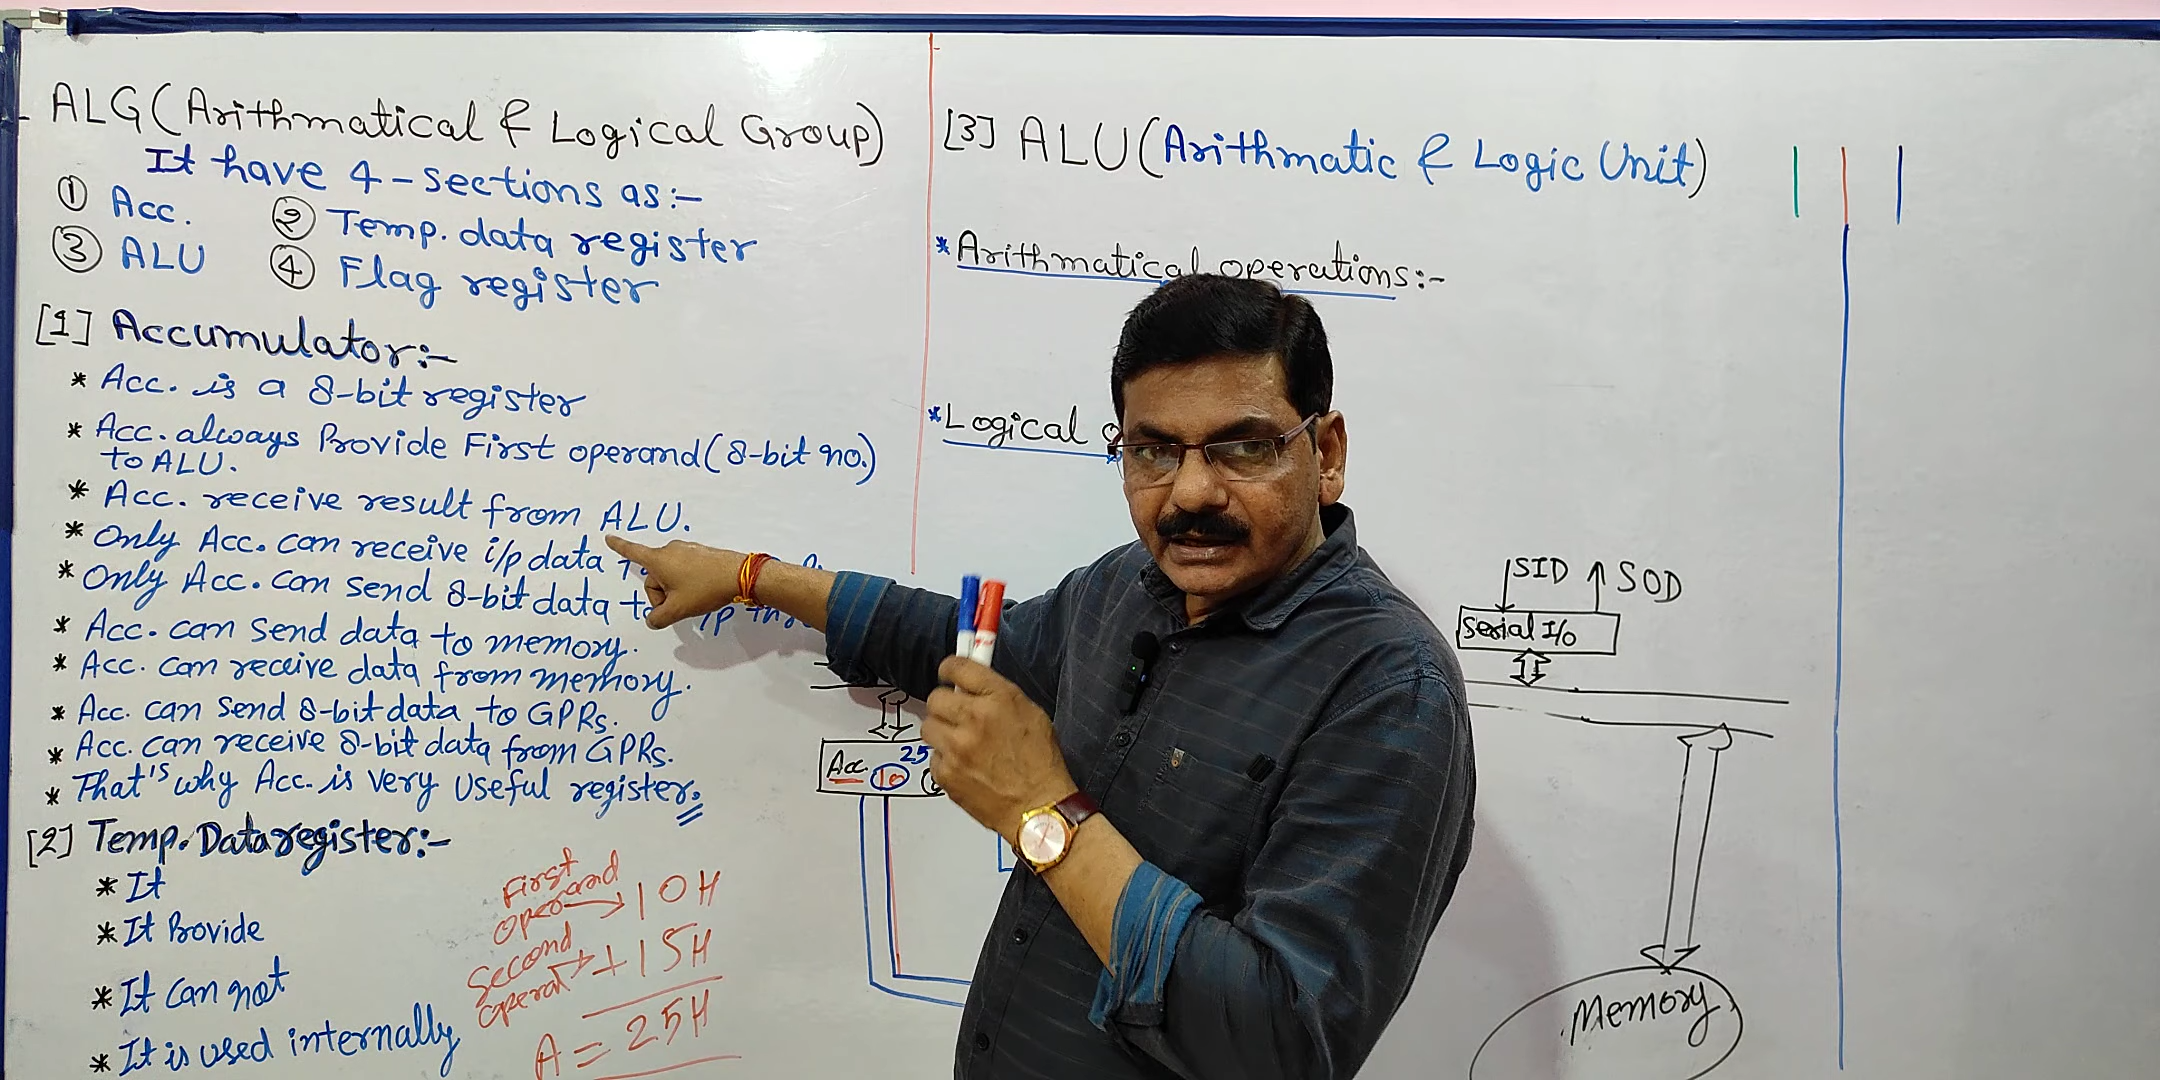 ALG (Arithmatical & Logical Group)
It have 4-sections as:-
① Acc. ② Temp. data register
③ ALU ④ Flag register
[1] Accumulator:-
* Acc. is a 8-bit register
* Acc. always Provide First operand (8-bit no.)
to ALU.
* Acc. receive result from ALU.
* Only Acc. can receive i/p data
* Only Acc. can send 8-bit data to
* Acc. can send data to memory.
* Acc. can receive data from memory.
* Acc. can send 8-bit data to GPRs.
* Acc. can receive 8-bit data from GPRs.
* That's why Acc. is very useful register.
[2] Temp. Data register:-
* It
* It Provide
* It can not
* It is used internally
First
operand → 10H
Second
operat → +15H
A = 25H
[3] ALU (Arithmatic & Logic Unit)
* Arithmatical operations:-
* Logical
Acc. 10 25
SID SOD
Serial I/O
Memory